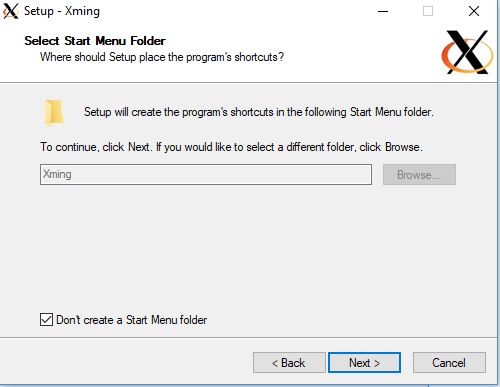 Setup - Xming
Select Start Menu Folder
Where should Setup place the program's shortcuts?
Setup will create the program's shortcuts in the following Start Menu folder.
To continue, click Next. If you would like to select a different folder, click Browse.
Xming
Browse...
Don't create a Start Menu folder
< Back
Next >
Cancel